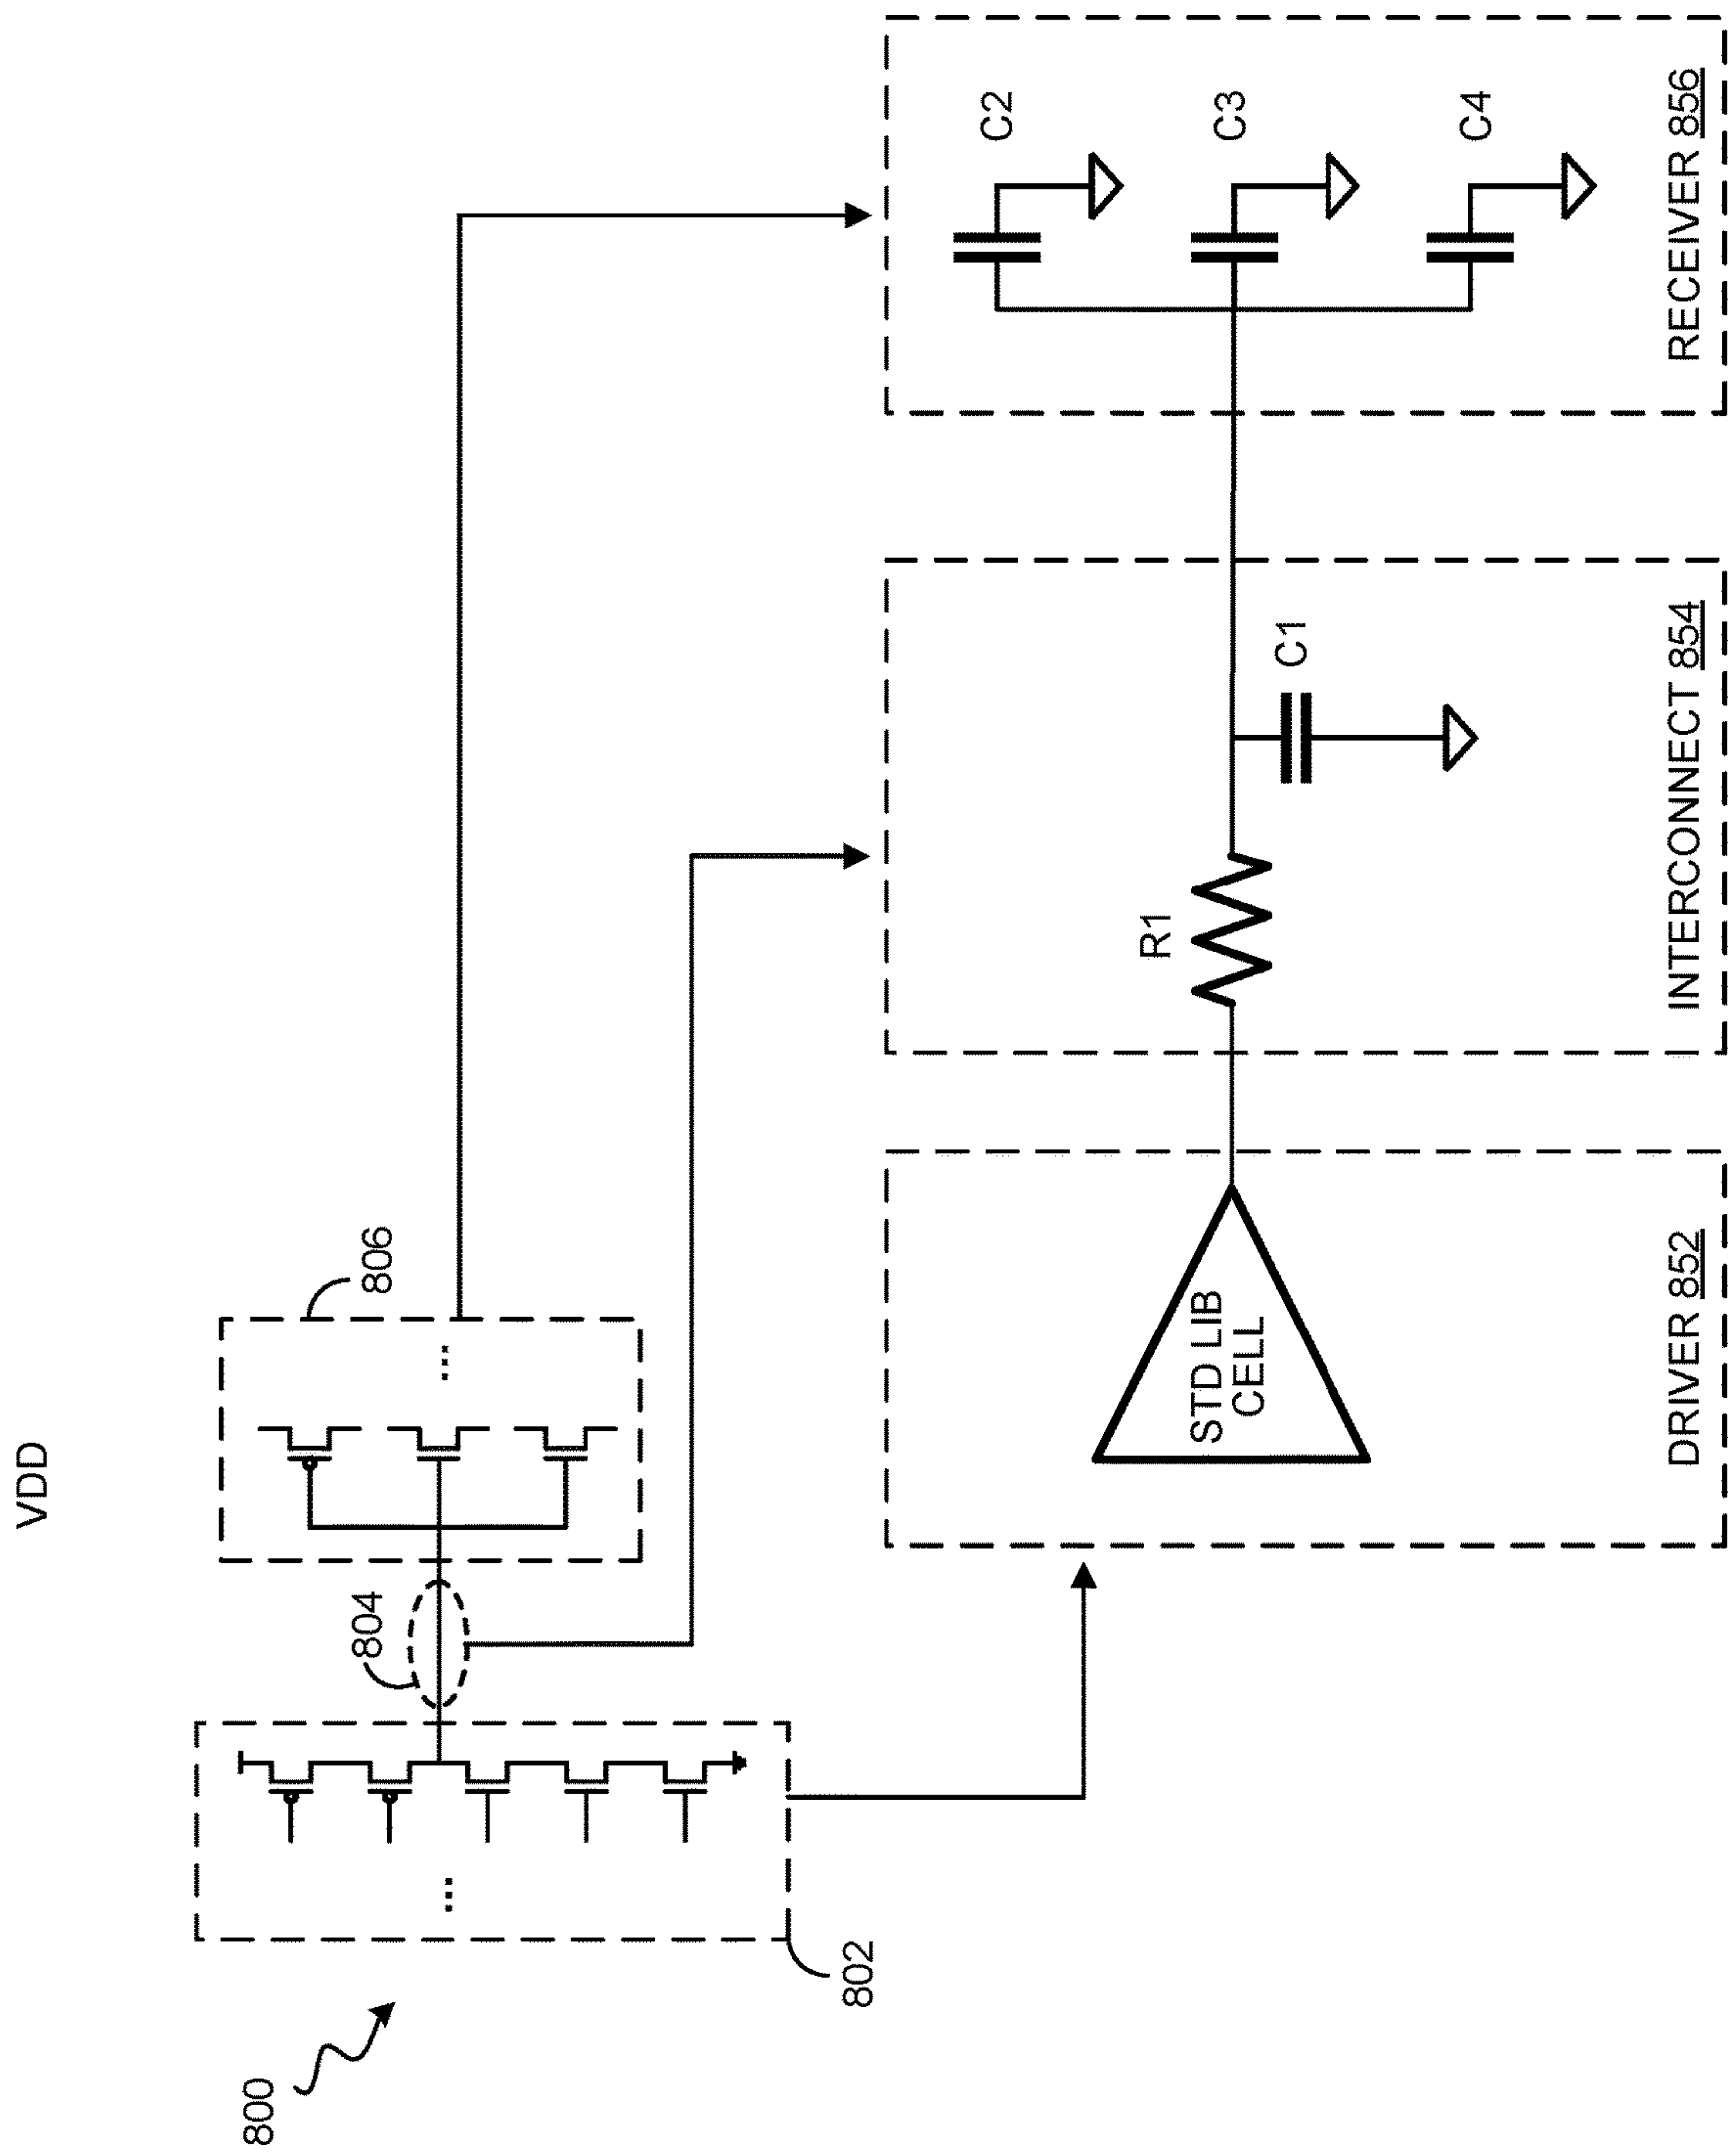 VDD
800
802
804
806
...
...
STD LIB
CELL
R1
C1
C2
C3
C4
DRIVER 852
INTERCONNECT 854
RECEIVER 856